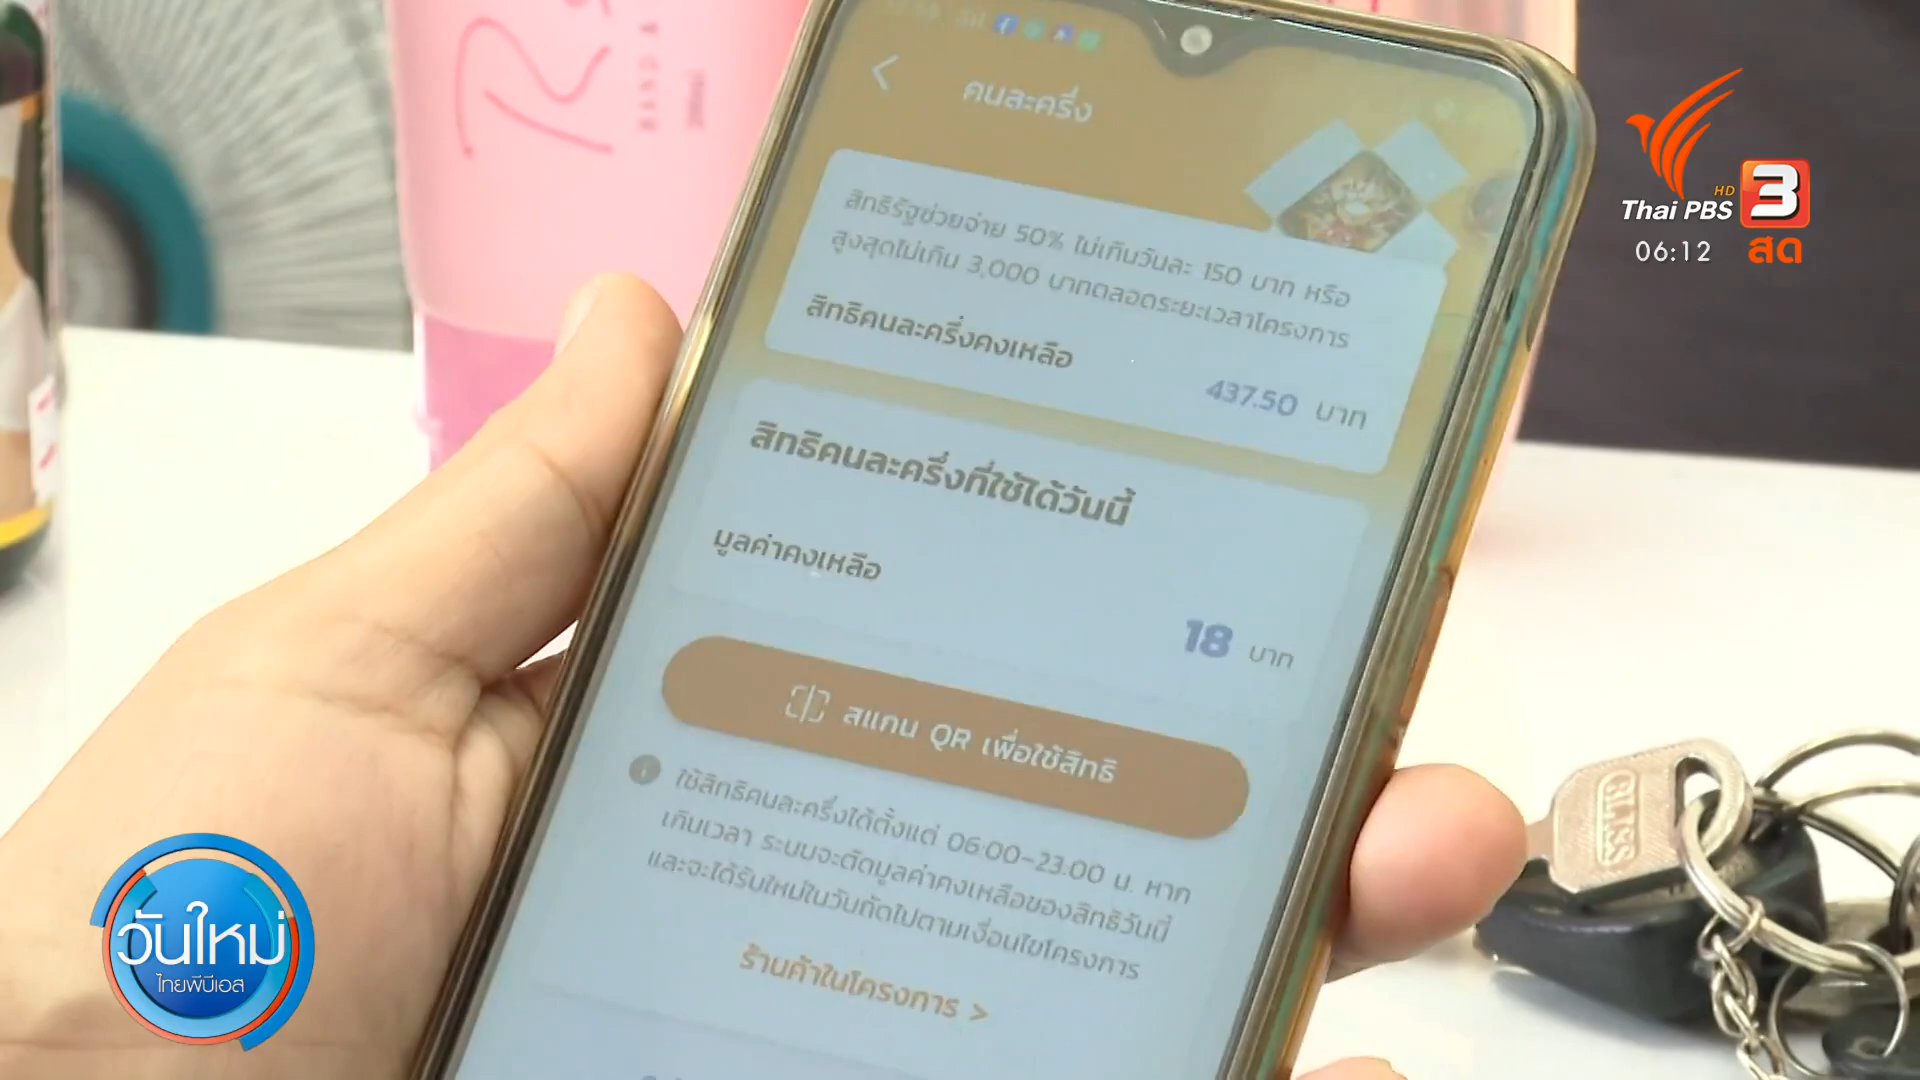 คนละครึ่ง
สิทธิรัฐช่วยจ่าย 50% ไม่เกินวันละ 150 บาท หรือ
สูงสุดไม่เกิน 3,000 บาทตลอดระยะเวลาโครงการ
สิทธิคนละครึ่งคงเหลือ
437.50 บาท
สิทธิคนละครึ่งที่ใช้ได้วันนี้
มูลค่าคงเหลือ
18 บาท
สแกน QR เพื่อใช้สิทธิ
ใช้สิทธิคนละครึ่งได้ตั้งแต่ 06:00-23:00 น. หาก
เกินเวลา ระบบจะตัดมูลค่าคงเหลือของสิทธิวันนี้
และจะได้รับใหม่ในวันถัดไปตามเงื่อนไขโครงการ
ร้านค้าในโครงการ >
HD
Thai PBS 3
06:12 สด
วันใหม่
ไทยพีบีเอส